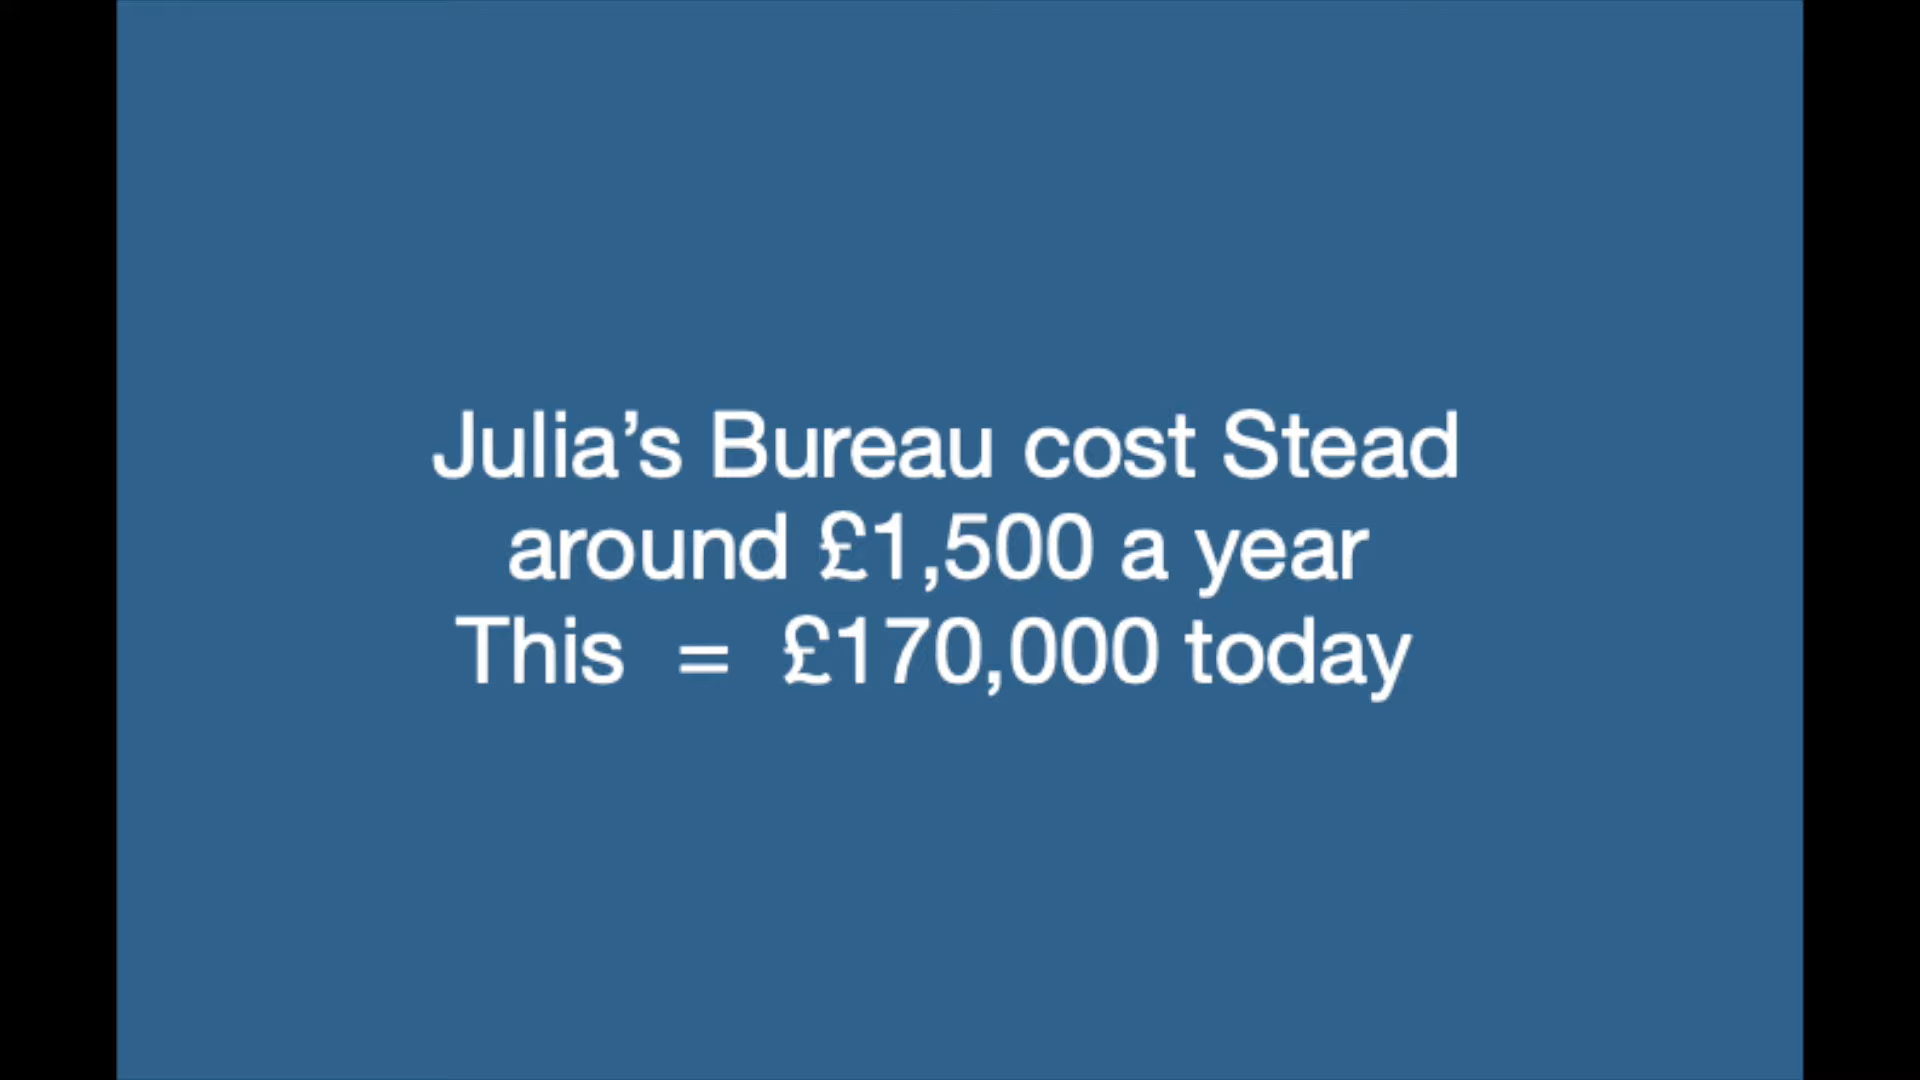 Julia’s Bureau cost Stead
around £1,500 a year
This = £170,000 today